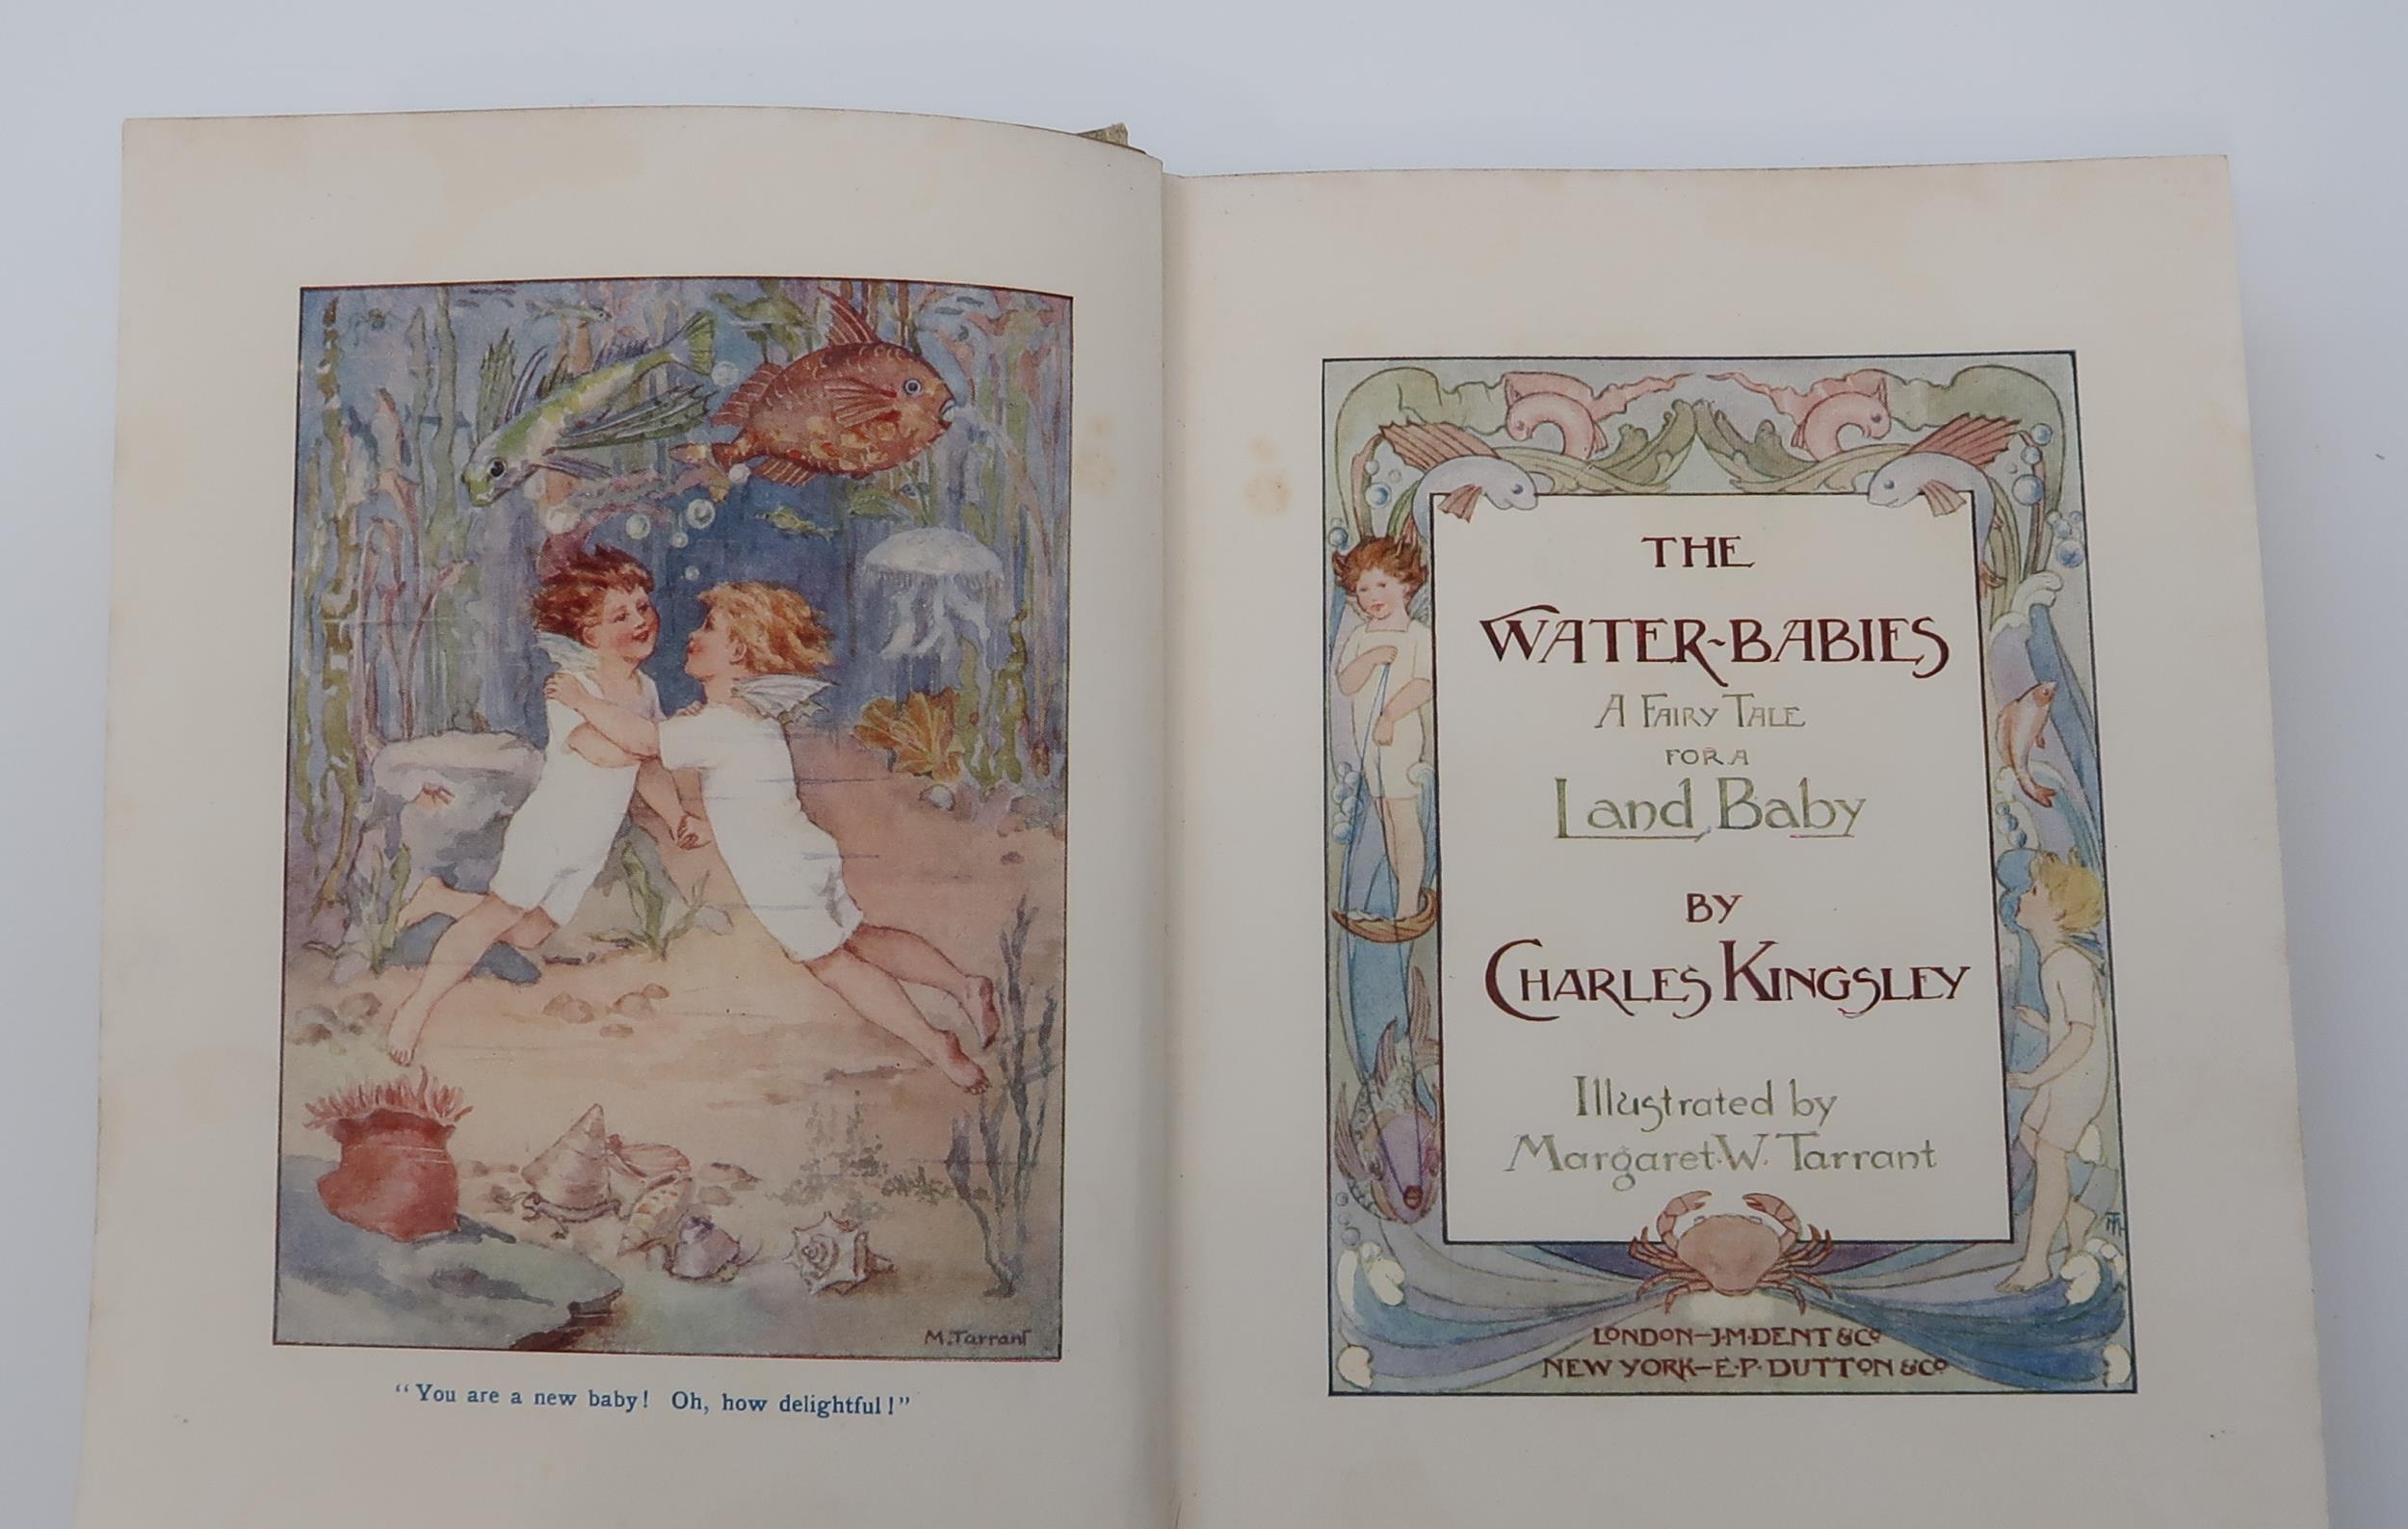 M. Tarrant
"You are a new baby! Oh, how delightful!"
THE
WATER-BABIES
A FAIRY TALE
FOR A
Land Baby
BY
CHARLES KINGSLEY
Illustrated by
Margaret·W. Tarrant
LONDON–J·M·DENT & Co
NEW YORK–E·P· DUTTON & Co